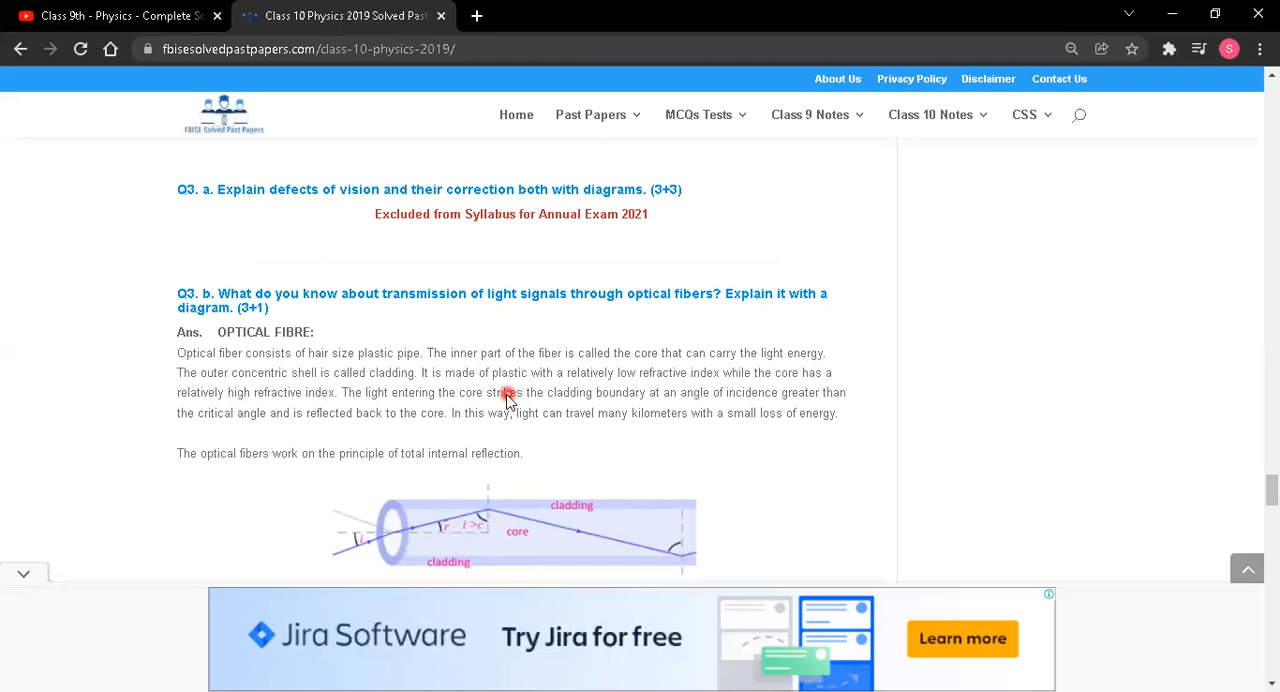 Class 9th - Physics - Complete So
Class 10 Physics 2019 Solved Past
fbisesolvedpastpapers.com/class-10-physics-2019/
S
About Us Privacy Policy Disclaimer Contact Us
FBISE Solved Past Papers
Home Past Papers MCQs Tests Class 9 Notes Class 10 Notes CSS
Q3. a. Explain defects of vision and their correction both with diagrams. (3+3)
Excluded from Syllabus for Annual Exam 2021
Q3. b. What do you know about transmission of light signals through optical fibers? Explain it with a
diagram. (3+1)
Ans. OPTICAL FIBRE:
Optical fiber consists of hair size plastic pipe. The inner part of the fiber is called the core that can carry the light energy.
The outer concentric shell is called cladding. It is made of plastic with a relatively low refractive index while the core has a
relatively high refractive index. The light entering the core strikes the cladding boundary at an angle of incidence greater than
the critical angle and is reflected back to the core. In this way, light can travel many kilometers with a small loss of energy.
The optical fibers work on the principle of total internal reflection.
cladding
r i >c
core
i
cladding
Jira Software Try Jira for free Learn more